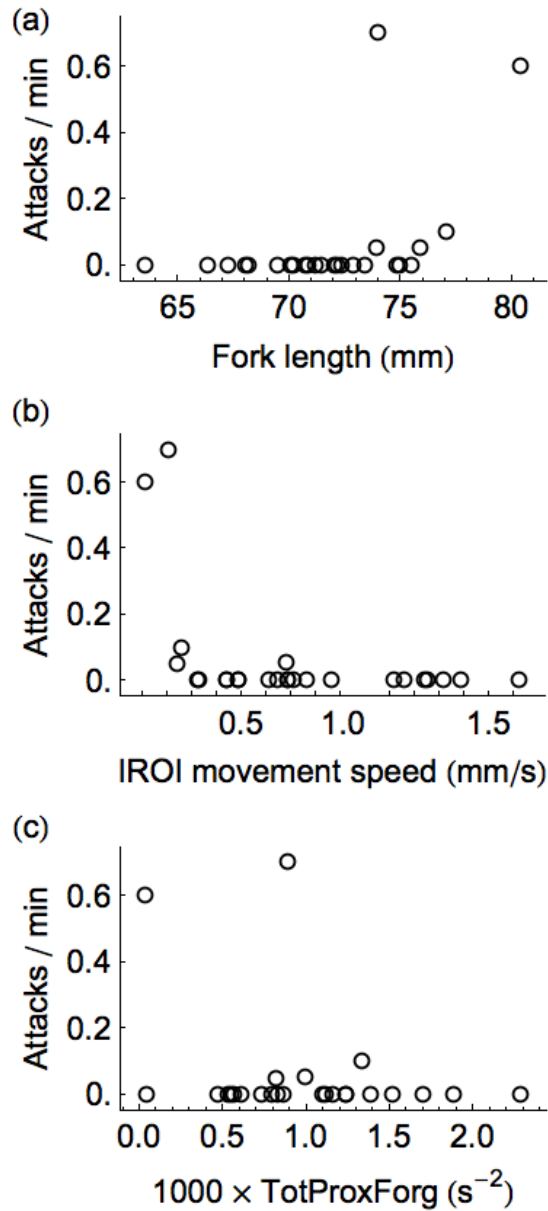 (a)
Attacks / min
0.6
0.4
0.2
0.
65 70 75 80
Fork length (mm)
(b)
Attacks / min
0.6
0.4
0.2
0.
0.5 1.0 1.5
IROI movement speed (mm/s)
(c)
Attacks / min
0.6
0.4
0.2
0.
0.0 0.5 1.0 1.5 2.0
1000 × TotProxForg (s⁻²)